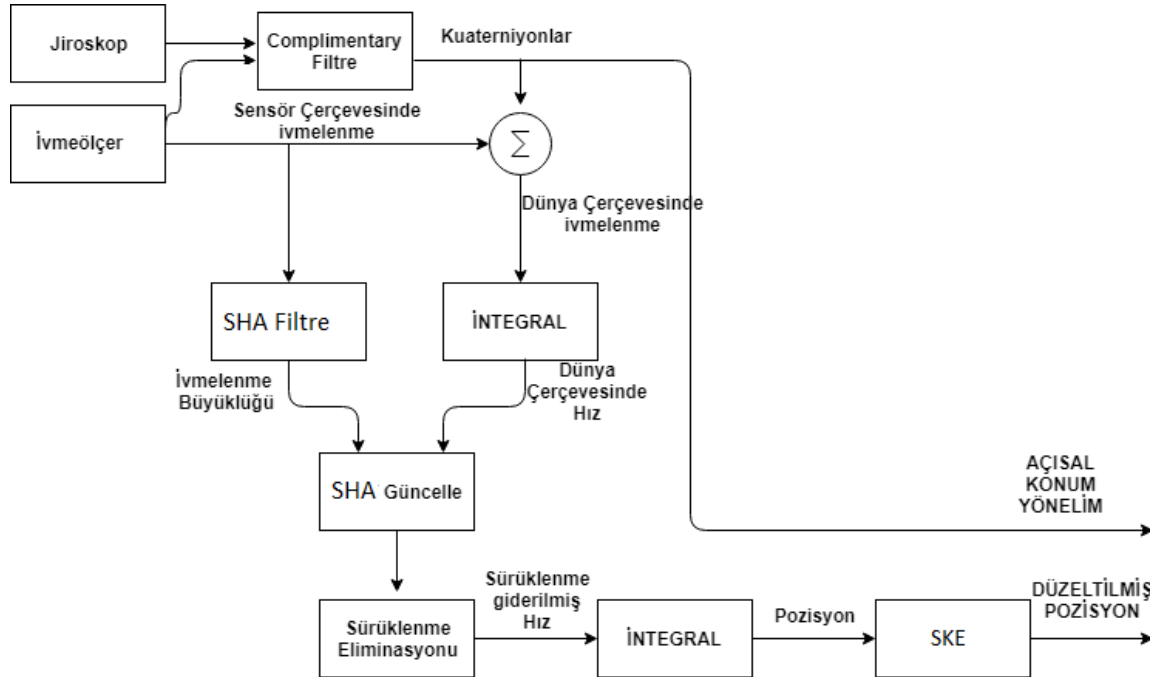 Jiroskop
Complimentary
Filtre
Kuaterniyonlar
İvmeölçer
Sensör Çerçevesinde
ivmelenme
∑
Dünya Çerçevesinde
ivmelenme
SHA Filtre
İNTEGRAL
İvmelenme
Büyüklüğü
Dünya
Çerçevesinde
Hız
SHA Güncelle
AÇISAL
KONUM
YÖNELİM
Sürüklenme
Eliminasyonu
Sürüklenme
giderilmiş
Hız
İNTEGRAL
Pozisyon
SKE
DÜZELTİLMİŞ
POZİSYON